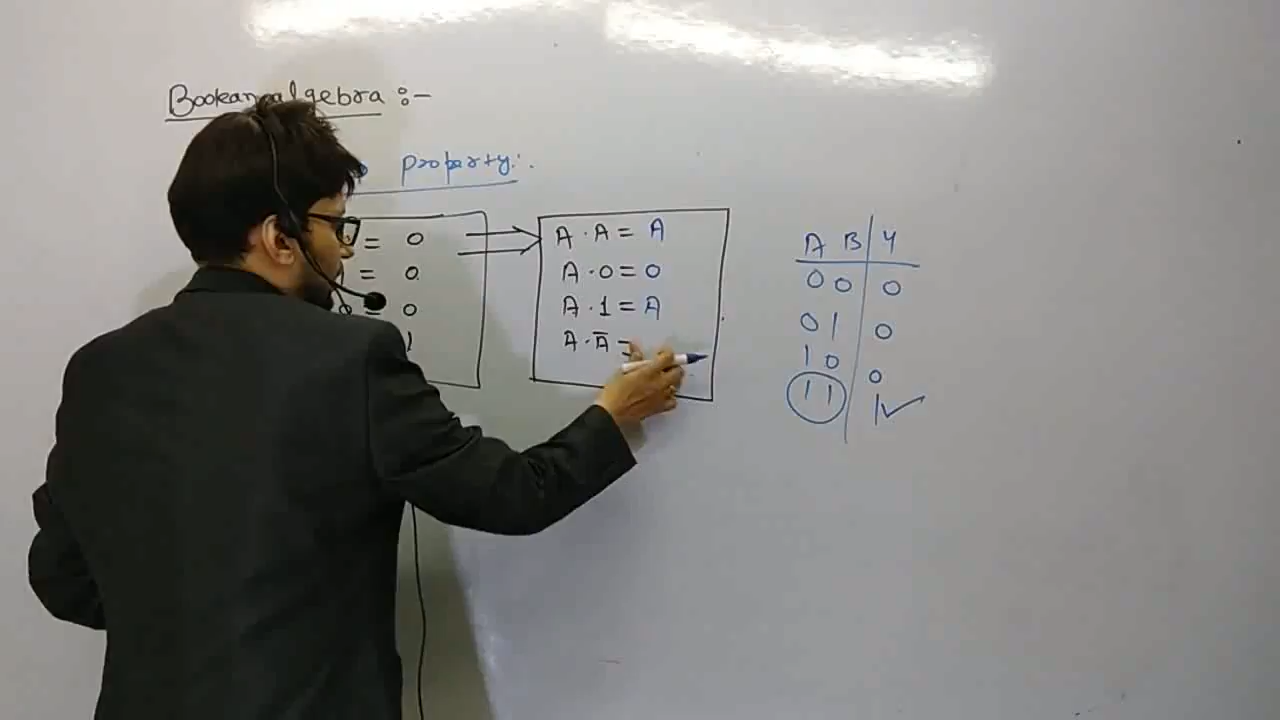 Boolean algebra :-
property:.
= 0
= 0
= 0
1
A · A = A
A · 0 = 0
A · 1 = A
A · A̅ =
A B Y
0 0 0
0 1 0
1 0 0
1 1 1 ✓